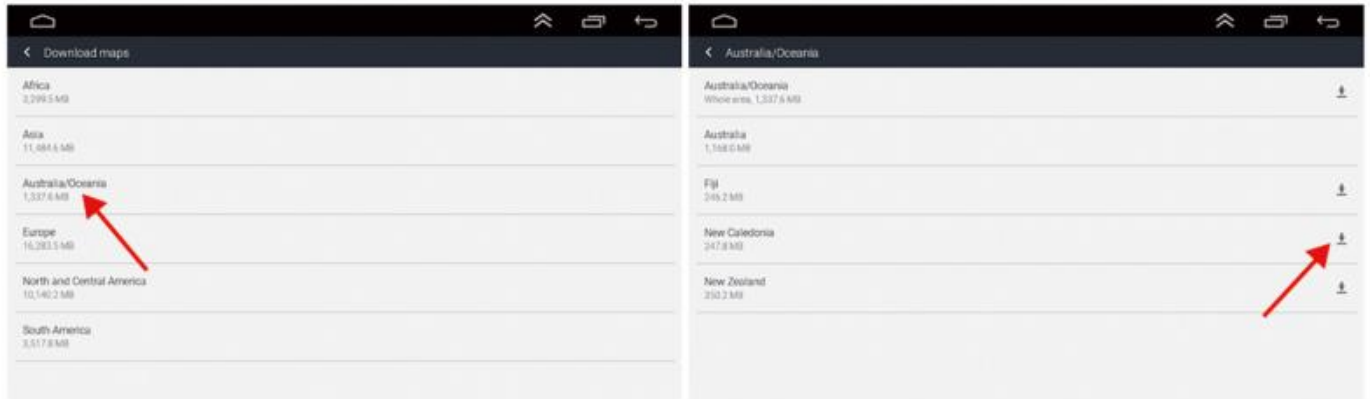 Download maps
Africa
3,299.5 MB
Asia
11,484.6 MB
Australia/Oceania
1,337.6 MB
Europe
16,283.5 MB
North and Central America
10,140.2 MB
South America
3,517.8 MB
Australia/Oceania
Australia/Oceania
Whole area, 1,337.6 MB
Australia
1,168.0 MB
Fiji
246.2 MB
New Caledonia
247.8 MB
New Zealand
350.2 MB